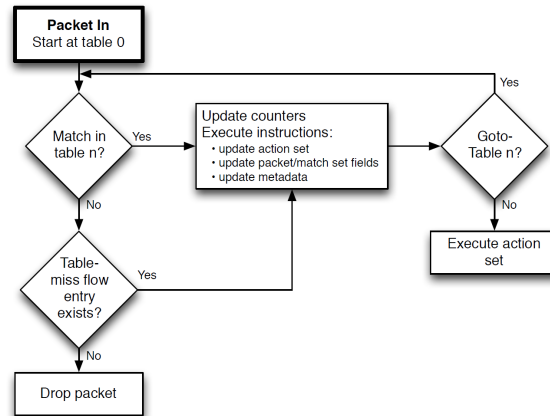 Packet In
Start at table 0
Yes
Match in
table n?
Yes
Update counters
Execute instructions:
• update action set
• update packet/match set fields
• update metadata
Goto-
Table n?
No
No
Table-
miss flow
entry
exists?
Yes
Execute action
set
No
Drop packet